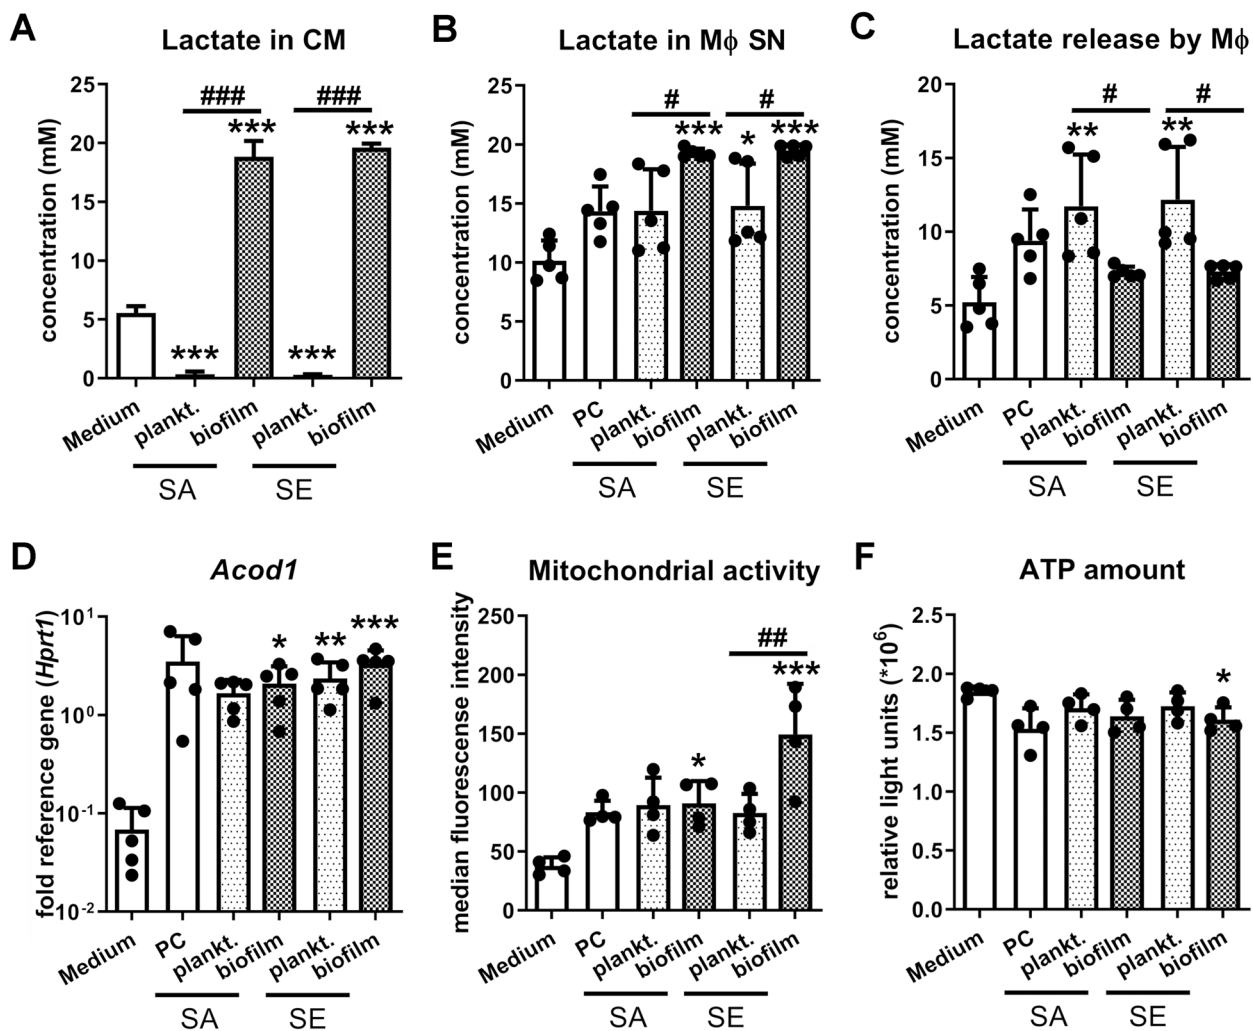 A
Lactate in CM
concentration (mM)
25
20
15
10
5
0
###
###
***
***
***
***
Medium
plankt.
biofilm
plankt.
biofilm
SA
SE
B
Lactate in Mϕ SN
concentration (mM)
25
20
15
10
5
0
#
#
***
*
***
Medium
PC
plankt.
biofilm
plankt.
biofilm
SA
SE
C
Lactate release by Mϕ
concentration (mM)
20
15
10
5
0
#
#
**
**
Medium
PC
plankt.
biofilm
plankt.
biofilm
SA
SE
D
Acod1
fold reference gene (Hprt1)
10¹
10⁰
10⁻¹
10⁻²
*
**
***
Medium
PC
plankt.
biofilm
plankt.
biofilm
SA
SE
E
Mitochondrial activity
median fluorescense intensity
250
200
150
100
50
0
##
*
***
Medium
PC
plankt.
biofilm
plankt.
biofilm
SA
SE
F
ATP amount
relative light units (*10⁶)
2.5
2.0
1.5
1.0
0.5
0.0
*
Medium
PC
plankt.
biofilm
plankt.
biofilm
SA
SE